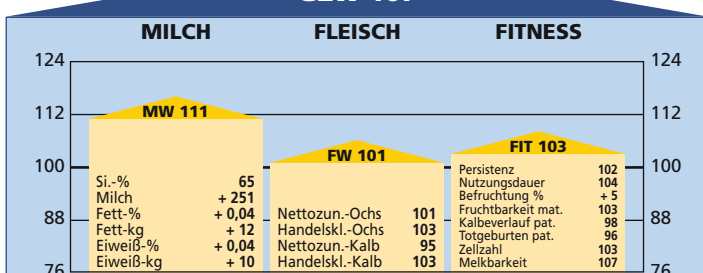 MILCH FLEISCH FITNESS
124 124
112 112
100 100
88 88
76 76
MW 111
Si.-% 65
Milch + 251
Fett-% + 0,04
Fett-kg + 12
Eiweiß-% + 0,04
Eiweiß-kg + 10
FW 101
Nettozun.-Ochs 101
Handelskl.-Ochs 103
Nettozun.-Kalb 95
Handelskl.-Kalb 103
FIT 103
Persistenz 102
Nutzungsdauer 104
Befruchtung % + 5
Fruchtbarkeit mat. 103
Kalbeverlauf pat. 98
Totgeburten pat. 96
Zellzahl 103
Melkbarkeit 107